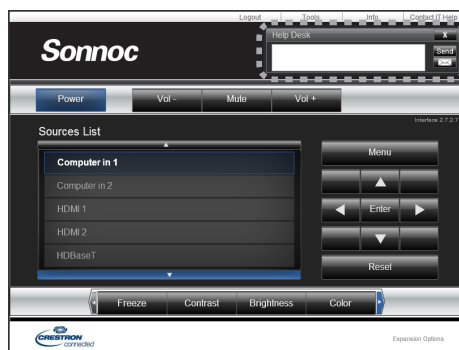 Logout Tools Info Contact IT Help
Help Desk X
Sonnoc
Send
Power Vol - Mute Vol +
Interface 2.7.2.7
Sources List
Computer in 1
Menu
Computer in 2
HDMI 1
Enter
HDMI 2
HDBaseT
Reset
Freeze Contrast Brightness Color
CRESTRON
connected
Expansion Options